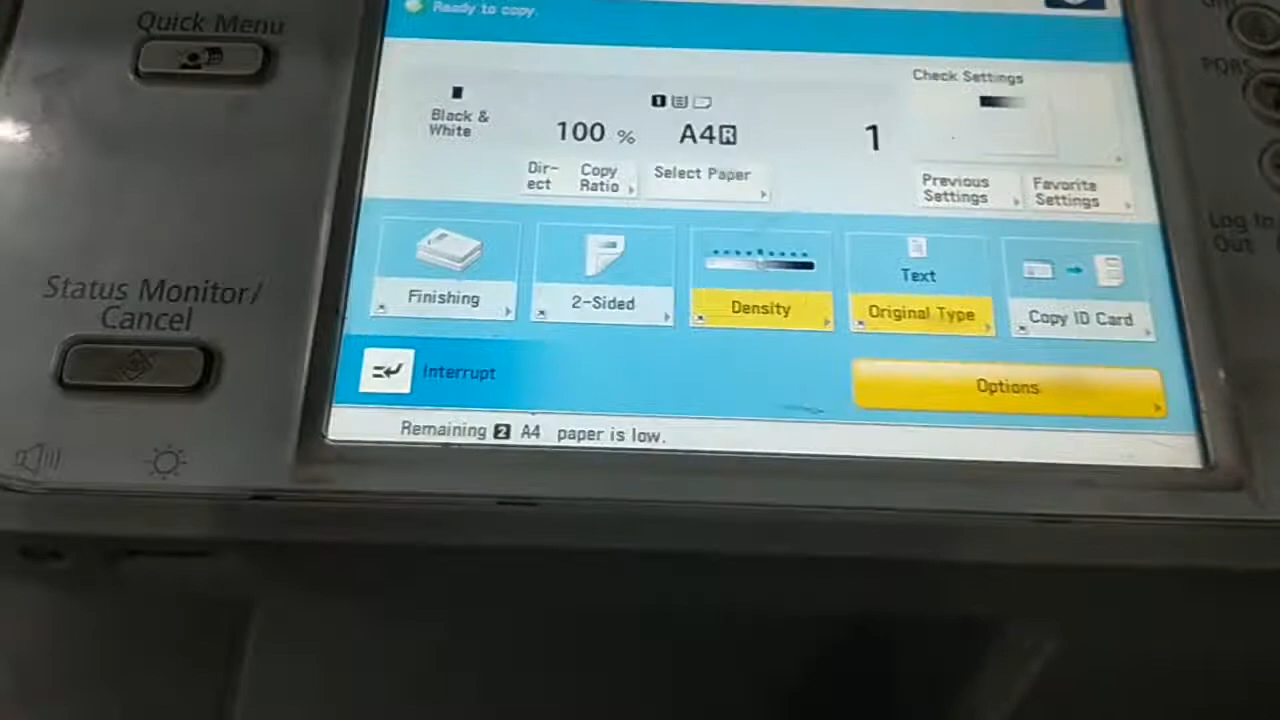 Quick Menu
Ready to copy.
Check Settings
Black &
White
100 %
1
A4R
1
Dir-
ect
Copy
Ratio
Select Paper
Previous
Settings
Favorite
Settings
Log In/
Out
Status Monitor/
Cancel
Finishing
2-Sided
Density
Text
Original Type
Copy ID Card
Interrupt
Options
Remaining 2 A4 paper is low.